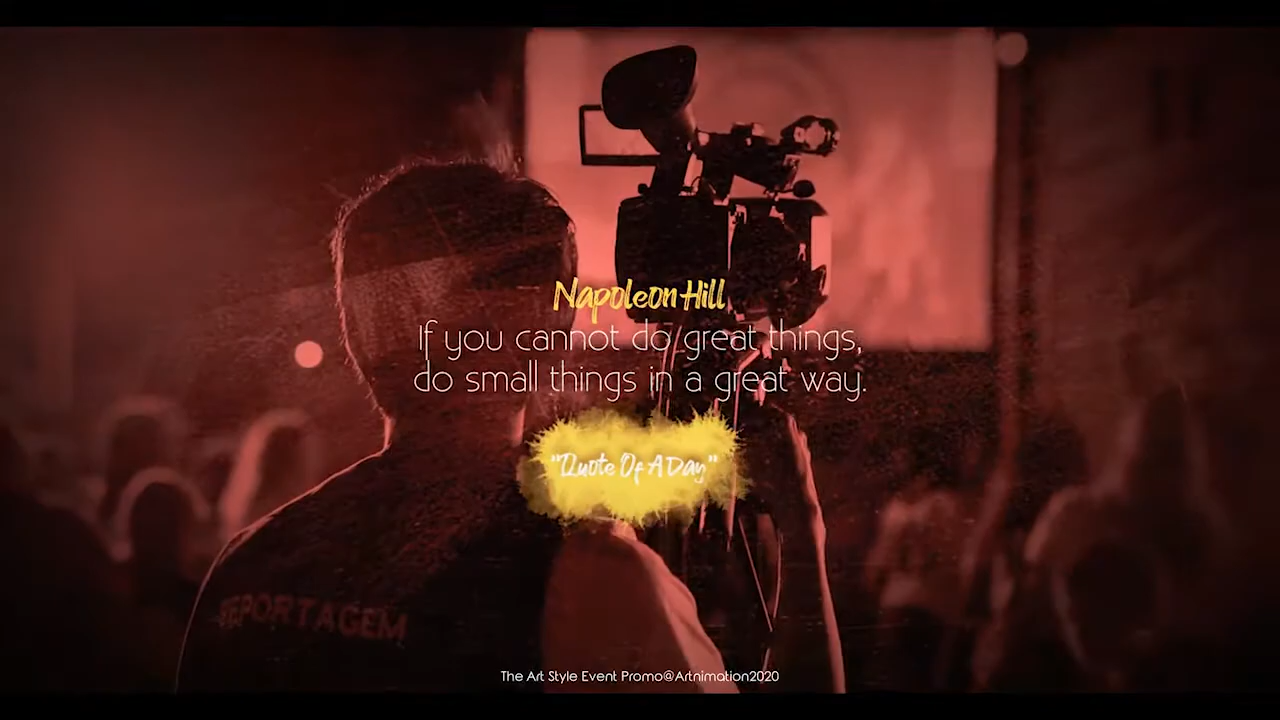 Napoleon Hill
If you cannot do great things,
do small things in a great way.
"Quote Of A Day"
REPORTAGEM
The Art Style Event Promo@Artnimation2020